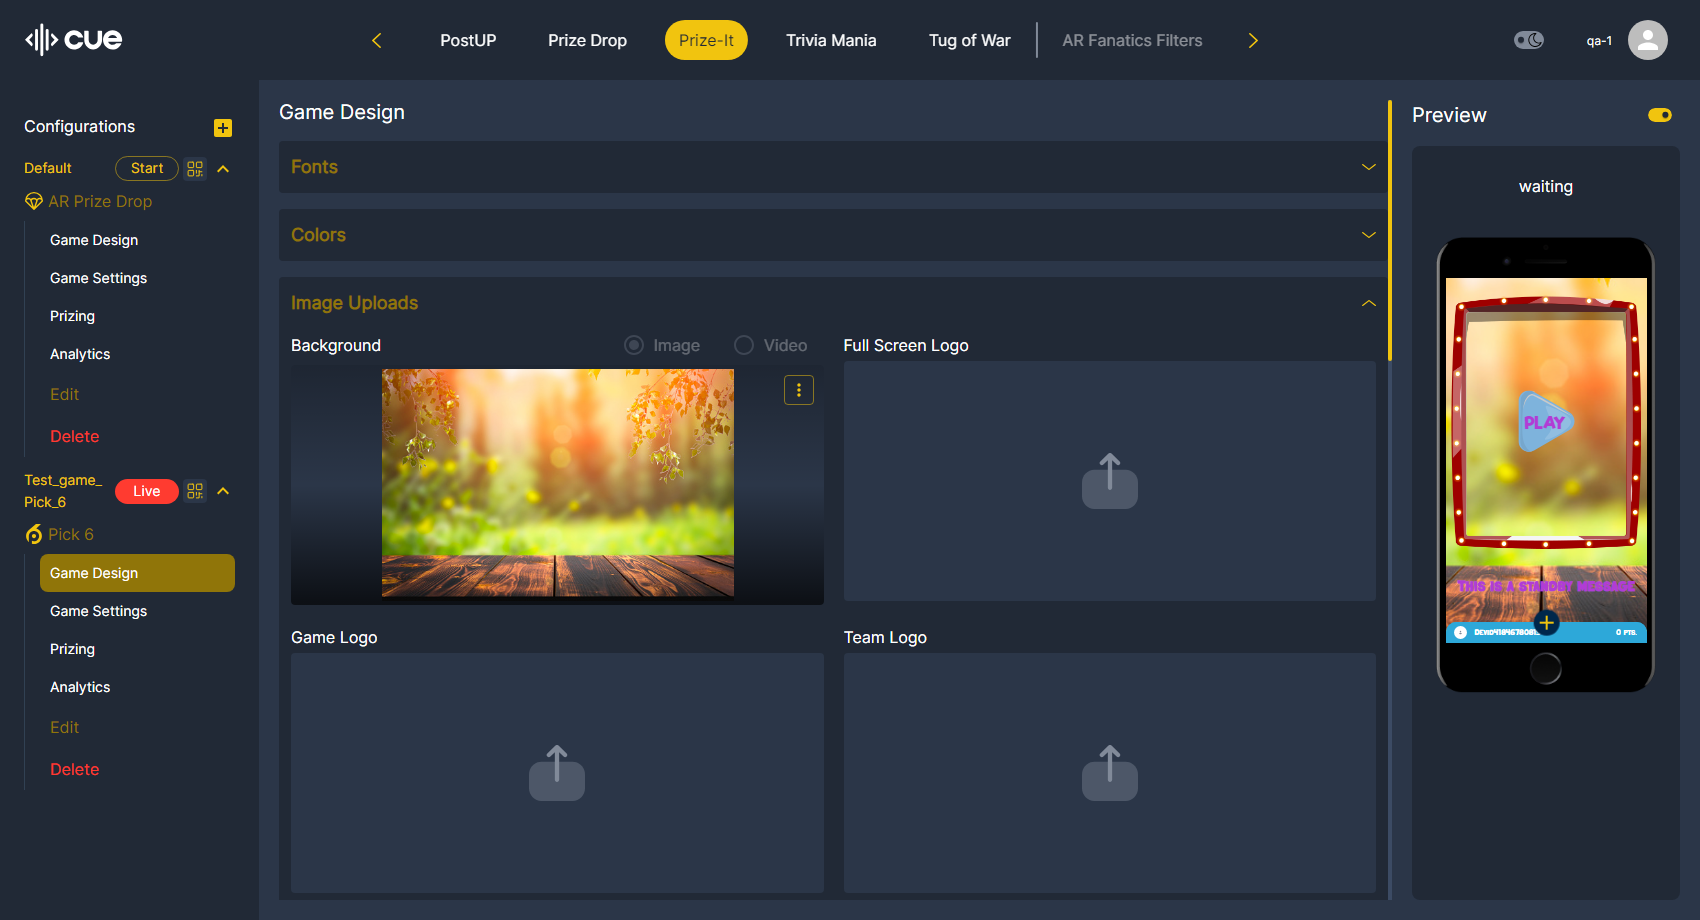 cue
PostUP
Prize Drop
Prize-It
Trivia Mania
Tug of War
AR Fanatics Filters
qa-1
Configurations
Default
Start
AR Prize Drop
Game Design
Game Settings
Prizing
Analytics
Edit
Delete
Test_game_
Pick_6
Live
Pick 6
Game Design
Game Settings
Prizing
Analytics
Edit
Delete
Game Design
Fonts
Colors
Image Uploads
Background
Image
Video
Full Screen Logo
Game Logo
Team Logo
Preview
waiting
PLAY
This is a standby message
0 pts.